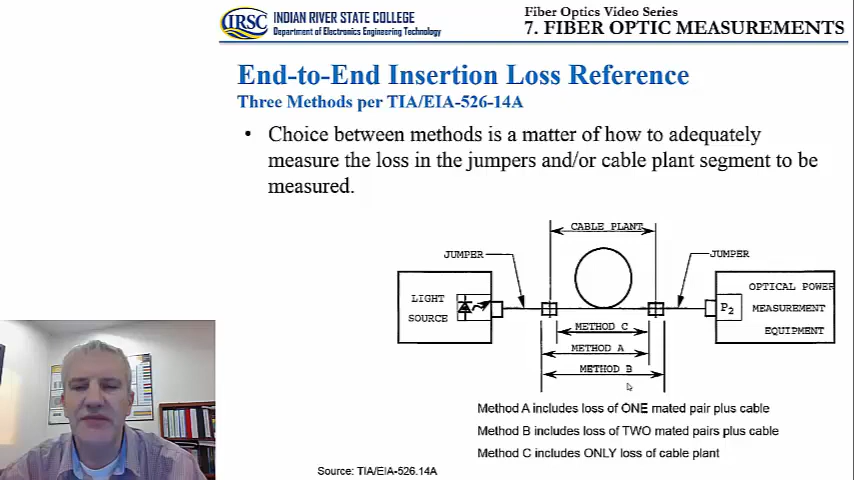 IRSC
INDIAN RIVER STATE COLLEGE
Department of Electronics Engineering Technology
Fiber Optics Video Series
7. FIBER OPTIC MEASUREMENTS
End-to-End Insertion Loss Reference
Three Methods per TIA/EIA-526-14A
• Choice between methods is a matter of how to adequately
measure the loss in the jumpers and/or cable plant segment to be
measured.
CABLE PLANT
JUMPER
JUMPER
LIGHT
SOURCE
OPTICAL POWER
P2
MEASUREMENT
EQUIPMENT
METHOD C
METHOD A
METHOD B
Method A includes loss of ONE mated pair plus cable
Method B includes loss of TWO mated pairs plus cable
Method C includes ONLY loss of cable plant
Source: TIA/EIA-526.14A